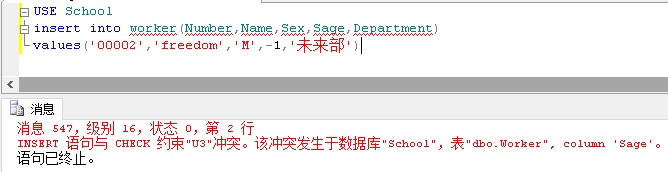 USE School
insert into worker(Number,Name,Sex,Sage,Department)
values('00002','freedom','M',-1,'未来部')
消息
消息 547，级别 16，状态 0，第 2 行
INSERT 语句与 CHECK 约束"U3"冲突。该冲突发生于数据库"School"，表"dbo.Worker", column 'Sage'。
语句已终止。